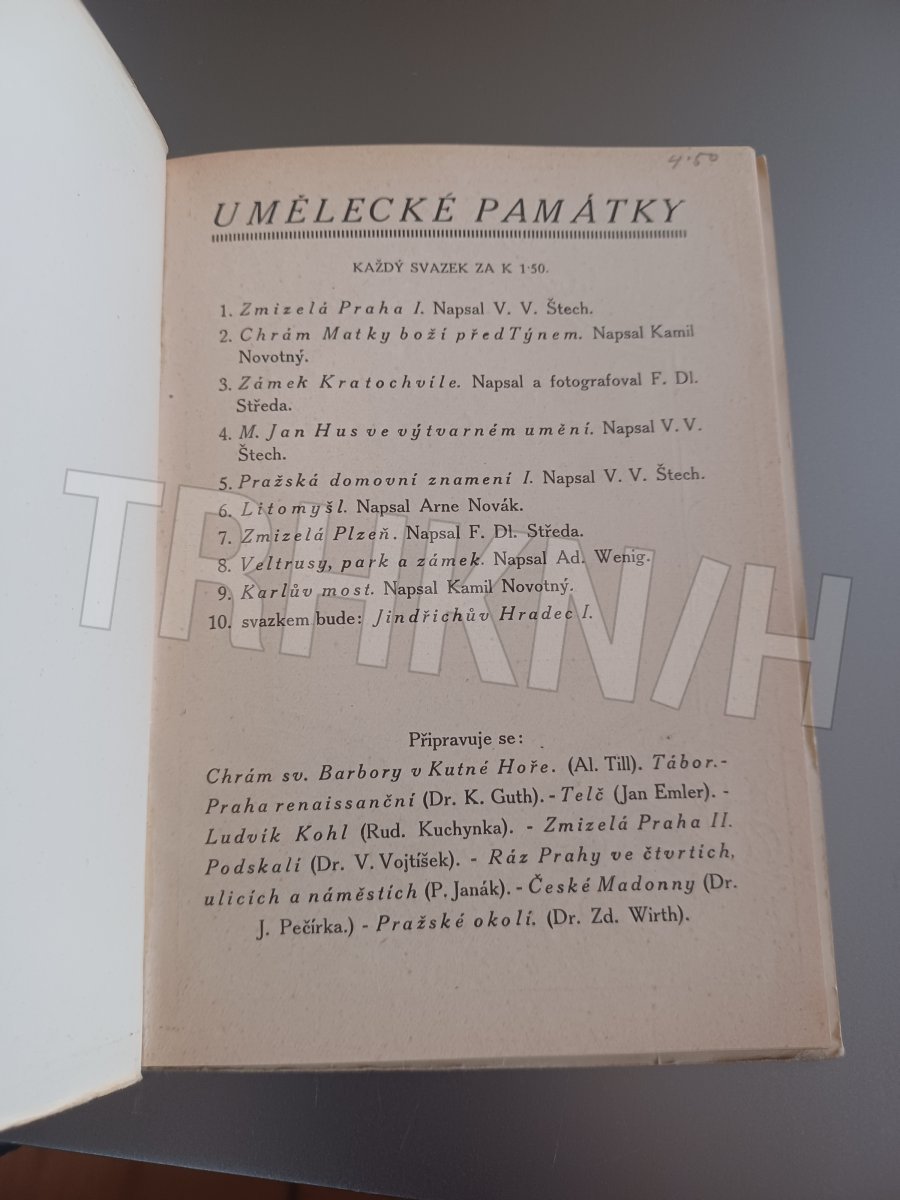 4·50
UMĚLECKÉ PAMÁTKY
KAŽDÝ SVAZEK ZA K 1·50.
1. Zmizelá Praha I. Napsal V. V. Štech.
2. Chrám Matky boží před Týnem. Napsal Kamil
Novotný.
3. Zámek Kratochvíle. Napsal a fotografoval F. Dl.
Středa.
4. M. Jan Hus ve výtvarném umění. Napsal V. V.
Štech.
5. Pražská domovní znamení I. Napsal V. V. Štech.
6. Litomyšl. Napsal Arne Novák.
7. Zmizelá Plzeň. Napsal F. Dl. Středa.
8. Veltrusy, park a zámek. Napsal Ad. Wenig.
9. Karlův most. Napsal Kamil Novotný.
10. svazkem bude: Jindřichův Hradec I.
TRHKNIH
Připravuje se:
Chrám sv. Barbory v Kutné Hoře. (Al. Till). Tábor.-
Praha renaissanční (Dr. K. Guth). - Telč (Jan Emler). -
Ludvík Kohl (Rud. Kuchynka). - Zmizelá Praha II.
Podskalí (Dr. V. Vojtíšek). - Ráz Prahy ve čtvrtích,
ulicích a náměstích (P. Janák). - České Madonny (Dr.
J. Pečírka.) - Pražské okolí. (Dr. Zd. Wirth).